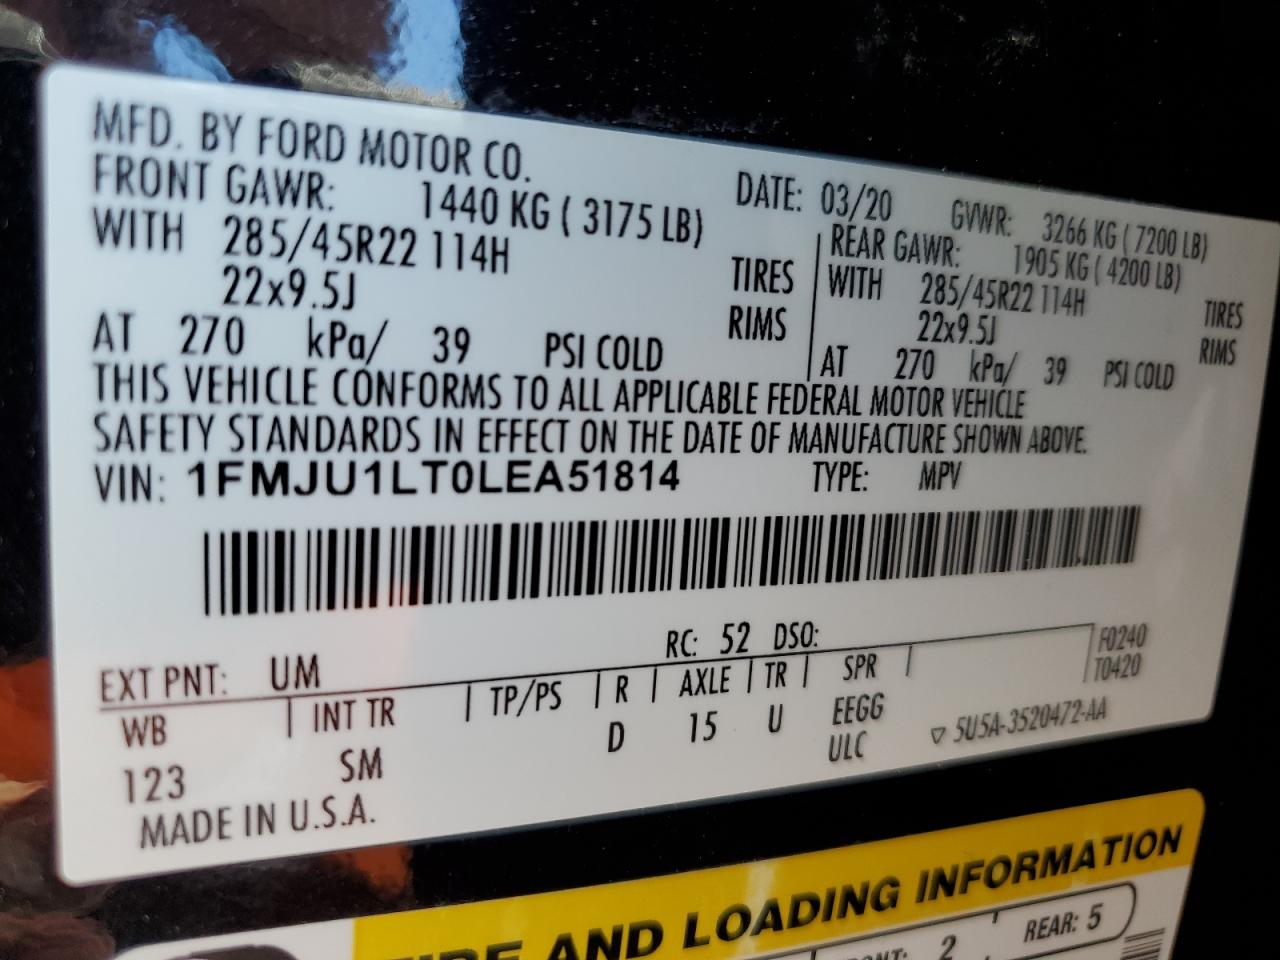 MFD. BY FORD MOTOR CO.
DATE: 03/20 GVWR: 3266 KG ( 7200 LB)
FRONT GAWR: 1440 KG ( 3175 LB)
WITH 285/45R22 114H TIRES
22x9.5J RIMS
AT 270 kPa/ 39 PSI COLD
REAR GAWR: 1905 KG ( 4200 LB)
WITH 285/45R22 114H TIRES
22x9.5J RIMS
AT 270 kPa/ 39 PSI COLD
THIS VEHICLE CONFORMS TO ALL APPLICABLE FEDERAL MOTOR VEHICLE
SAFETY STANDARDS IN EFFECT ON THE DATE OF MANUFACTURE SHOWN ABOVE.
VIN: 1FMJU1LT0LEA51814 TYPE: MPV
EXT PNT: UM RC: 52 DSO: F0240
T0420
WB INT TR TP/PS R AXLE TR SPR
123 SM D 15 U EEGG
ULC
MADE IN U.S.A. 5U5A-3520472-AA
AND LOADING INFORMATION
2 REAR: 5